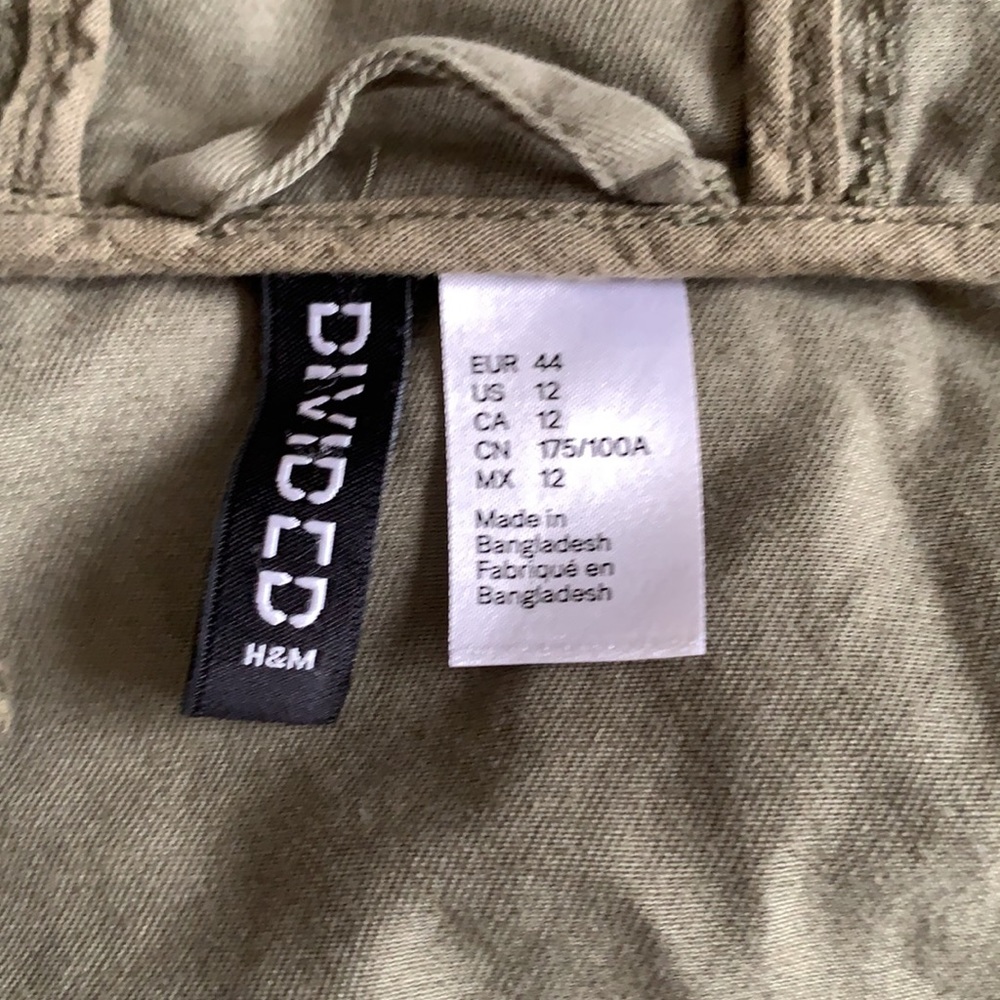 DIVIDED
H&M
EUR 44
US 12
CA 12
CN 175/100A
MX 12
Made in
Bangladesh
Fabriqué en
Bangladesh